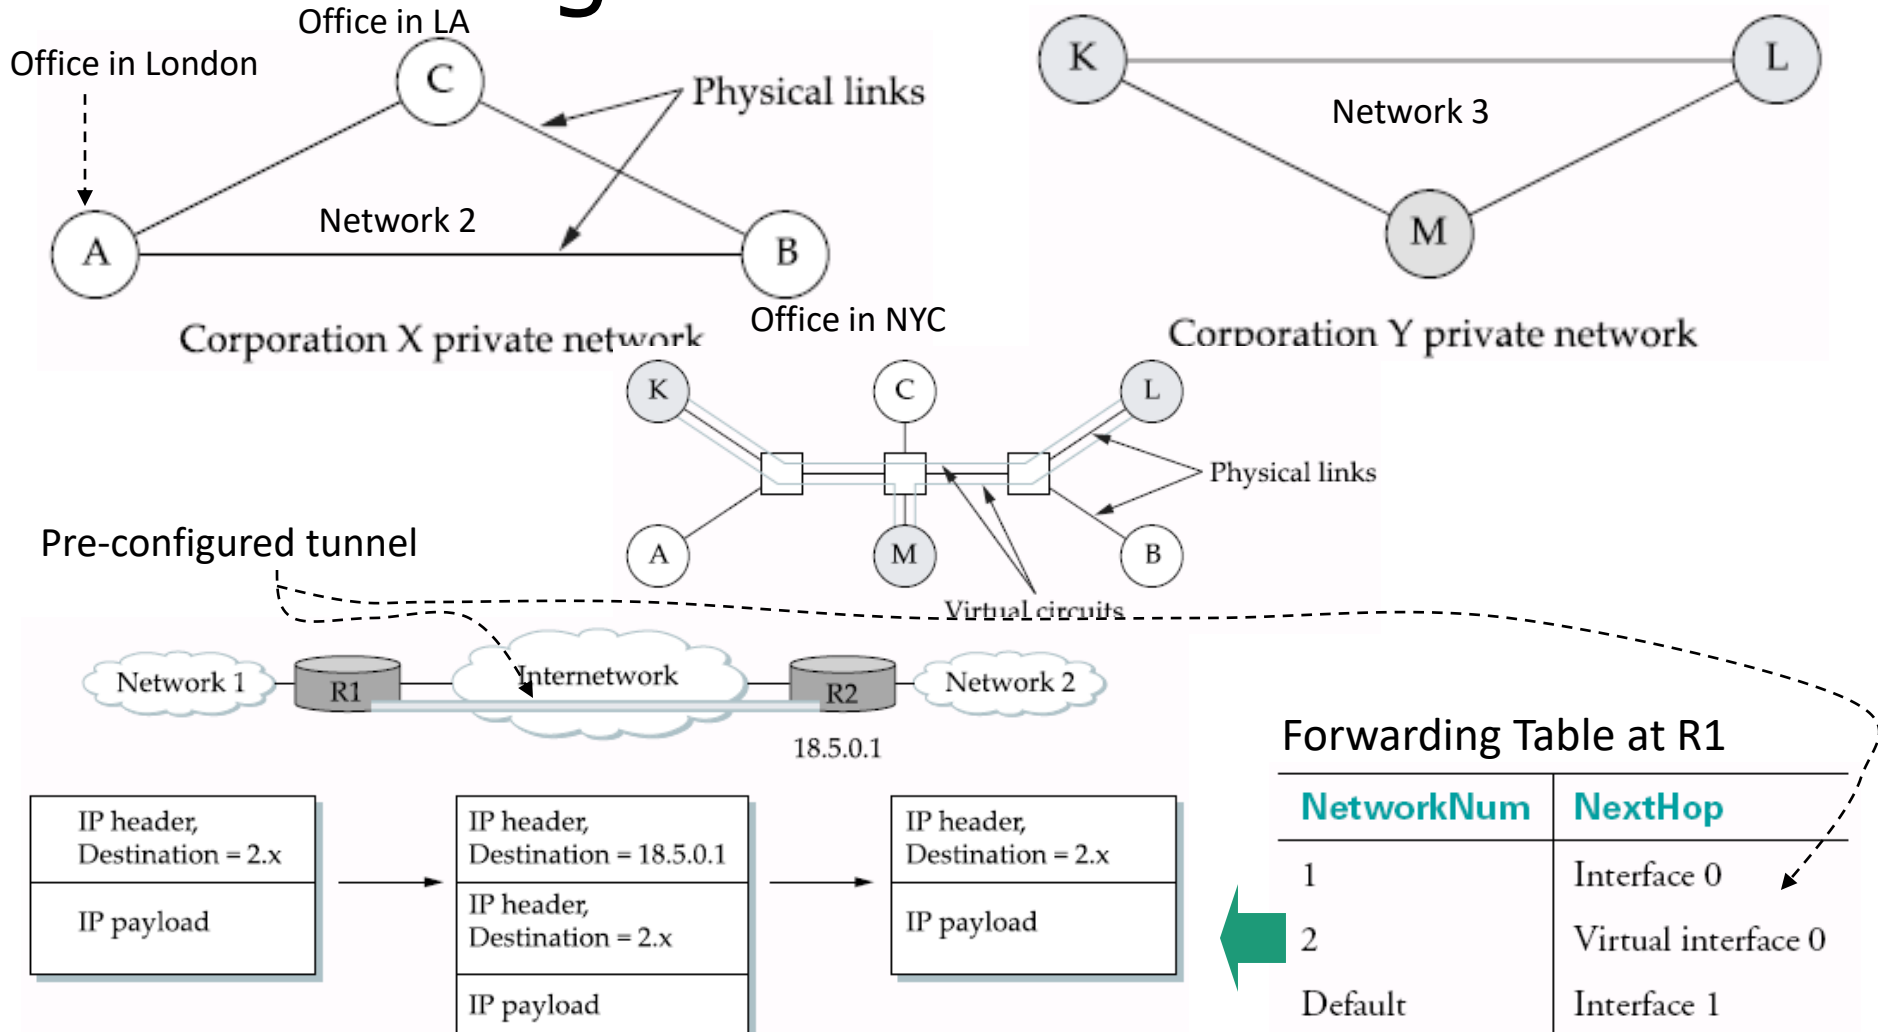 Office in LA
Office in London
C
Physical links
Network 2
A
B
Office in NYC
Corporation X private network
K
L
Network 3
M
Corporation Y private network
K
C
L
Physical links
A
M
B
Virtual circuits
Pre-configured tunnel
Network 1
R1
Internetwork
R2
Network 2
18.5.0.1
IP header,
Destination = 2.x
IP payload
IP header,
Destination = 18.5.0.1
IP header,
Destination = 2.x
IP payload
IP header,
Destination = 2.x
IP payload
Forwarding Table at R1
NetworkNum NextHop
1 Interface 0
2 Virtual interface 0
Default Interface 1